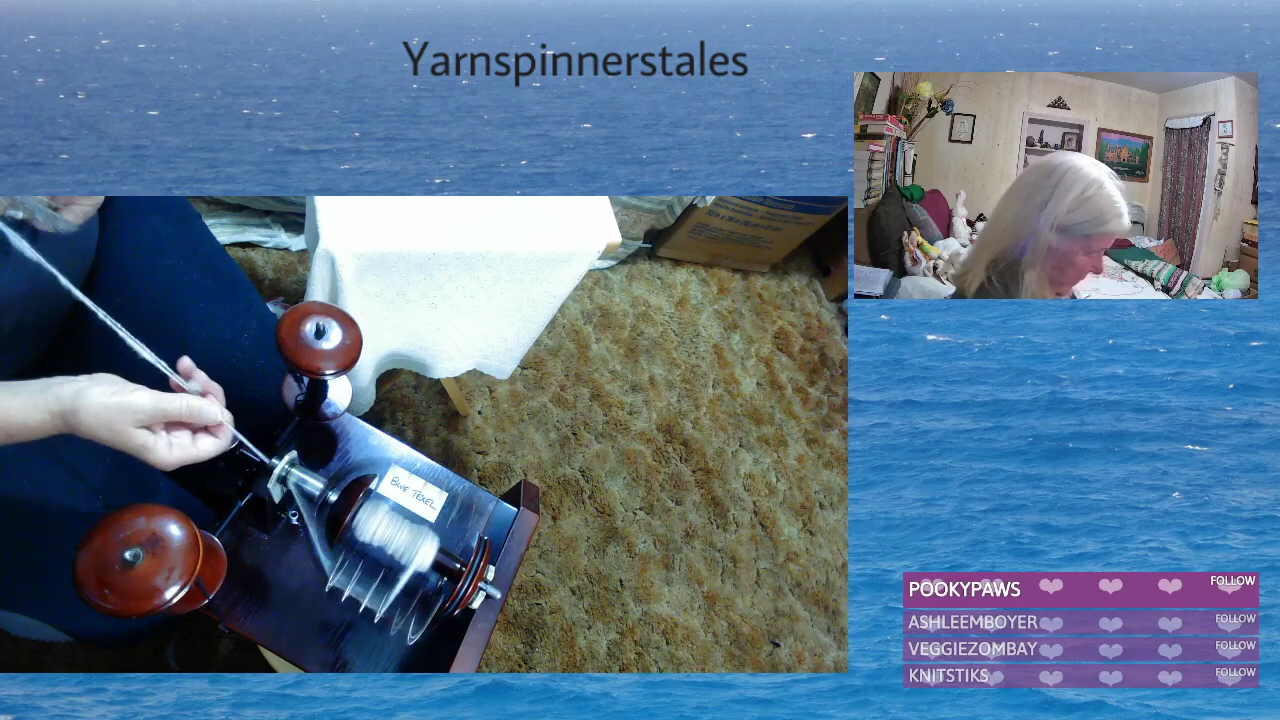 Yarnspinnerstales
BLUE TEXEL
POOKYPAWS FOLLOW
ASHLEEMBOYER FOLLOW
VEGGIEZOMBAY FOLLOW
KNITSTIKS FOLLOW